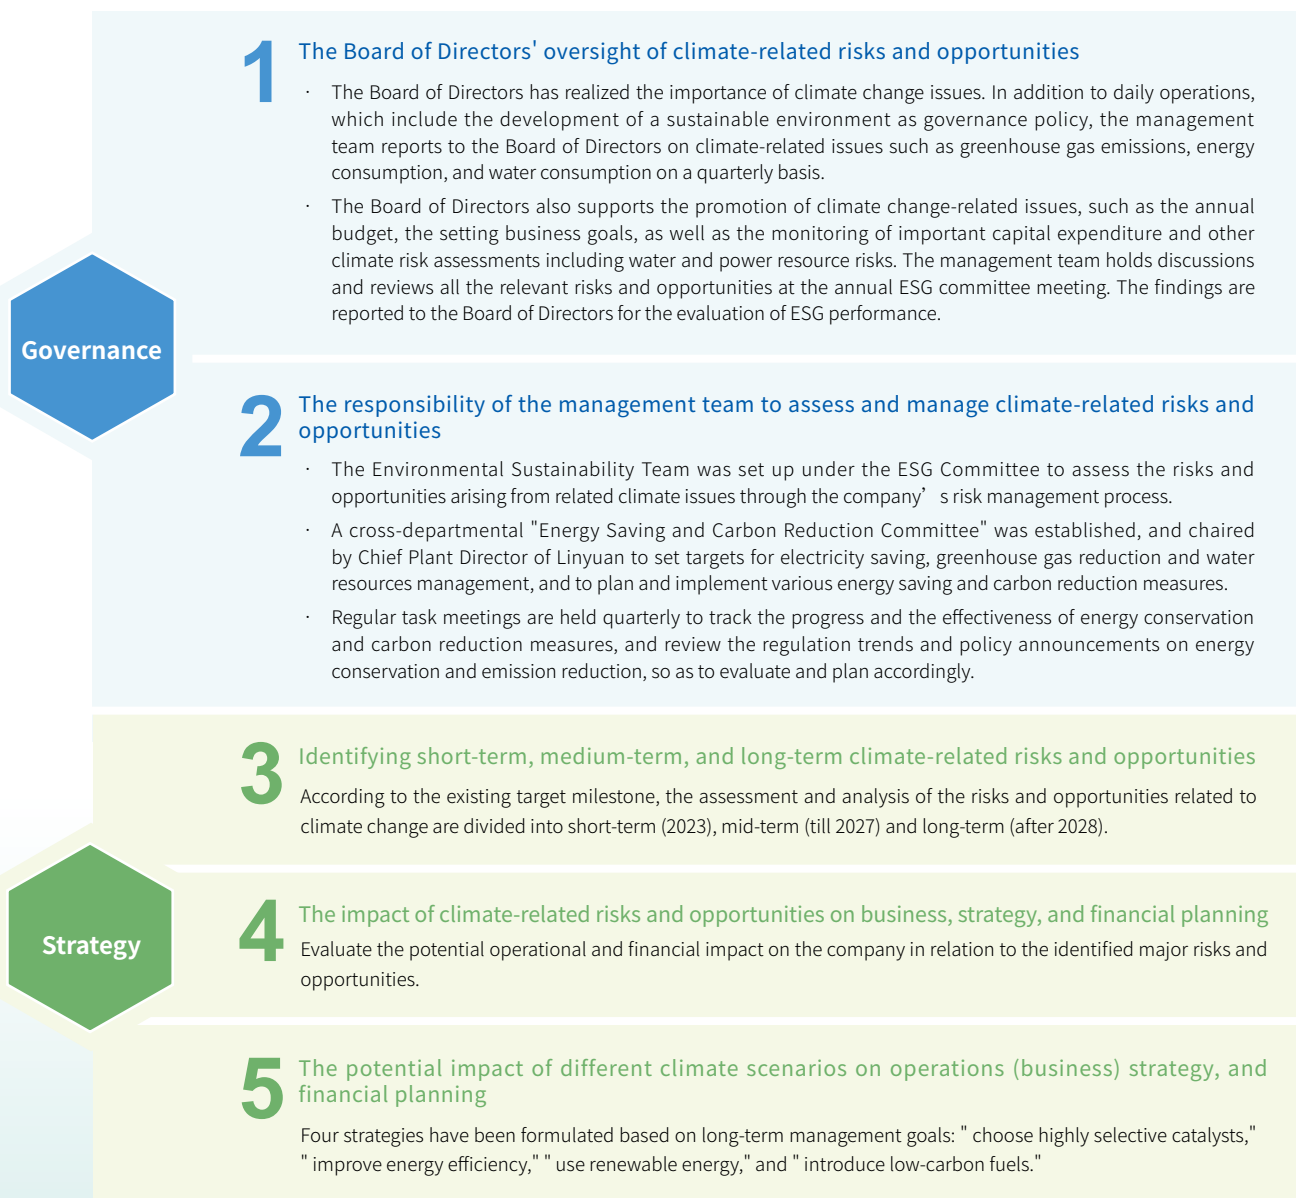 1
The Board of Directors' oversight of climate-related risks and opportunities
· The Board of Directors has realized the importance of climate change issues. In addition to daily operations,
which include the development of a sustainable environment as governance policy, the management
team reports to the Board of Directors on climate-related issues such as greenhouse gas emissions, energy
consumption, and water consumption on a quarterly basis.
· The Board of Directors also supports the promotion of climate change-related issues, such as the annual
budget, the setting business goals, as well as the monitoring of important capital expenditure and other
climate risk assessments including water and power resource risks. The management team holds discussions
and reviews all the relevant risks and opportunities at the annual ESG committee meeting. The findings are
reported to the Board of Directors for the evaluation of ESG performance.
Governance
2
The responsibility of the management team to assess and manage climate-related risks and
opportunities
· The Environmental Sustainability Team was set up under the ESG Committee to assess the risks and
opportunities arising from related climate issues through the company’ s risk management process.
· A cross-departmental "Energy Saving and Carbon Reduction Committee" was established, and chaired
by Chief Plant Director of Linyuan to set targets for electricity saving, greenhouse gas reduction and water
resources management, and to plan and implement various energy saving and carbon reduction measures.
· Regular task meetings are held quarterly to track the progress and the effectiveness of energy conservation
and carbon reduction measures, and review the regulation trends and policy announcements on energy
conservation and emission reduction, so as to evaluate and plan accordingly.
3
Identifying short-term, medium-term, and long-term climate-related risks and opportunities
According to the existing target milestone, the assessment and analysis of the risks and opportunities related to
climate change are divided into short-term (2023), mid-term (till 2027) and long-term (after 2028).
Strategy
4
The impact of climate-related risks and opportunities on business, strategy, and financial planning
Evaluate the potential operational and financial impact on the company in relation to the identified major risks and
opportunities.
5
The potential impact of different climate scenarios on operations (business) strategy, and
financial planning
Four strategies have been formulated based on long-term management goals: " choose highly selective catalysts,"
" improve energy efficiency," " use renewable energy," and " introduce low-carbon fuels."